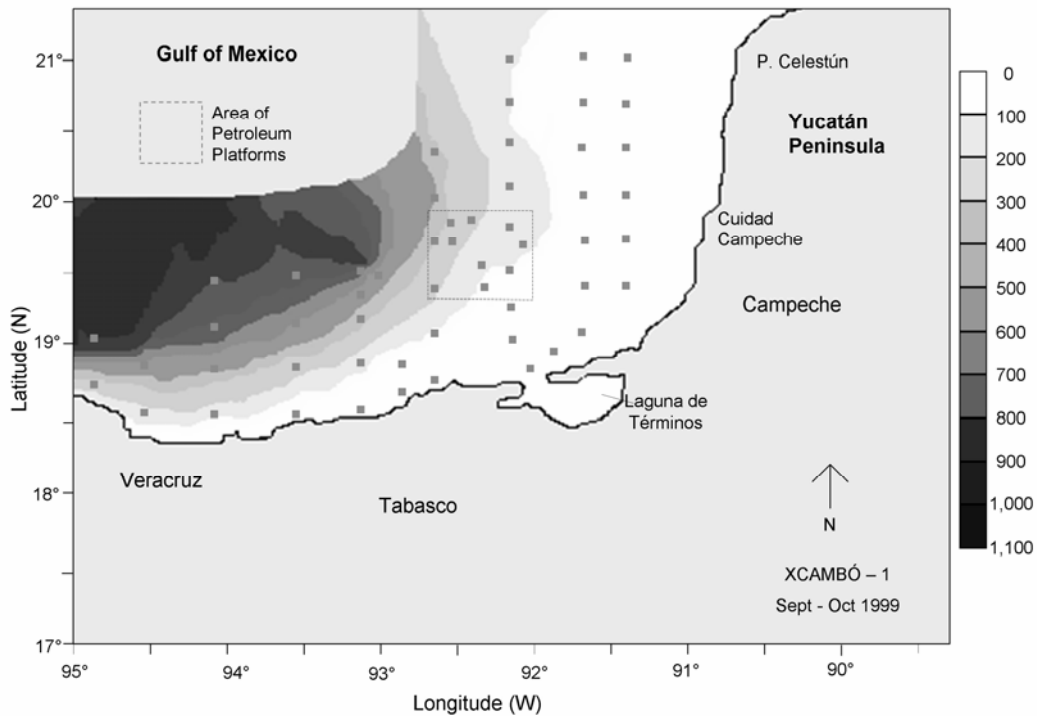 Gulf of Mexico
Area of
Petroleum
Platforms
P. Celestún
Yucatán
Peninsula
Cuidad
Campeche
Campeche
Laguna de
Términos
Veracruz
Tabasco
N
XCAMBÓ – 1
Sept - Oct 1999
Latitude (N)
21°
20°
19°
18°
17°
95°
94°
93°
92°
91°
90°
Longitude (W)
0
100
200
300
400
500
600
700
800
900
1,000
1,100